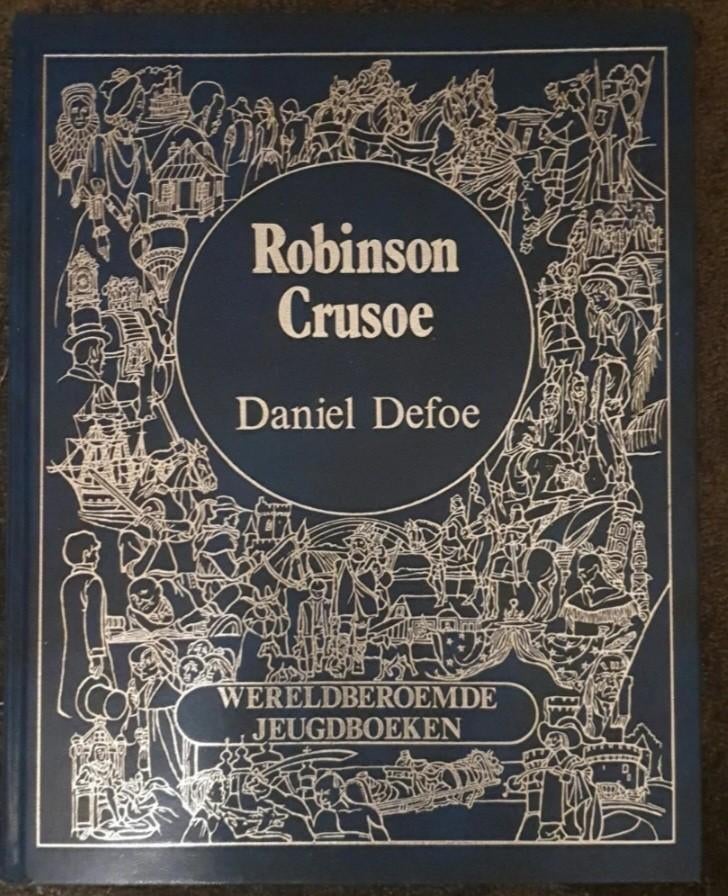 Robinson
Crusoe
Daniel Defoe
WERELDBEROEMDE
JEUGDBOEKEN